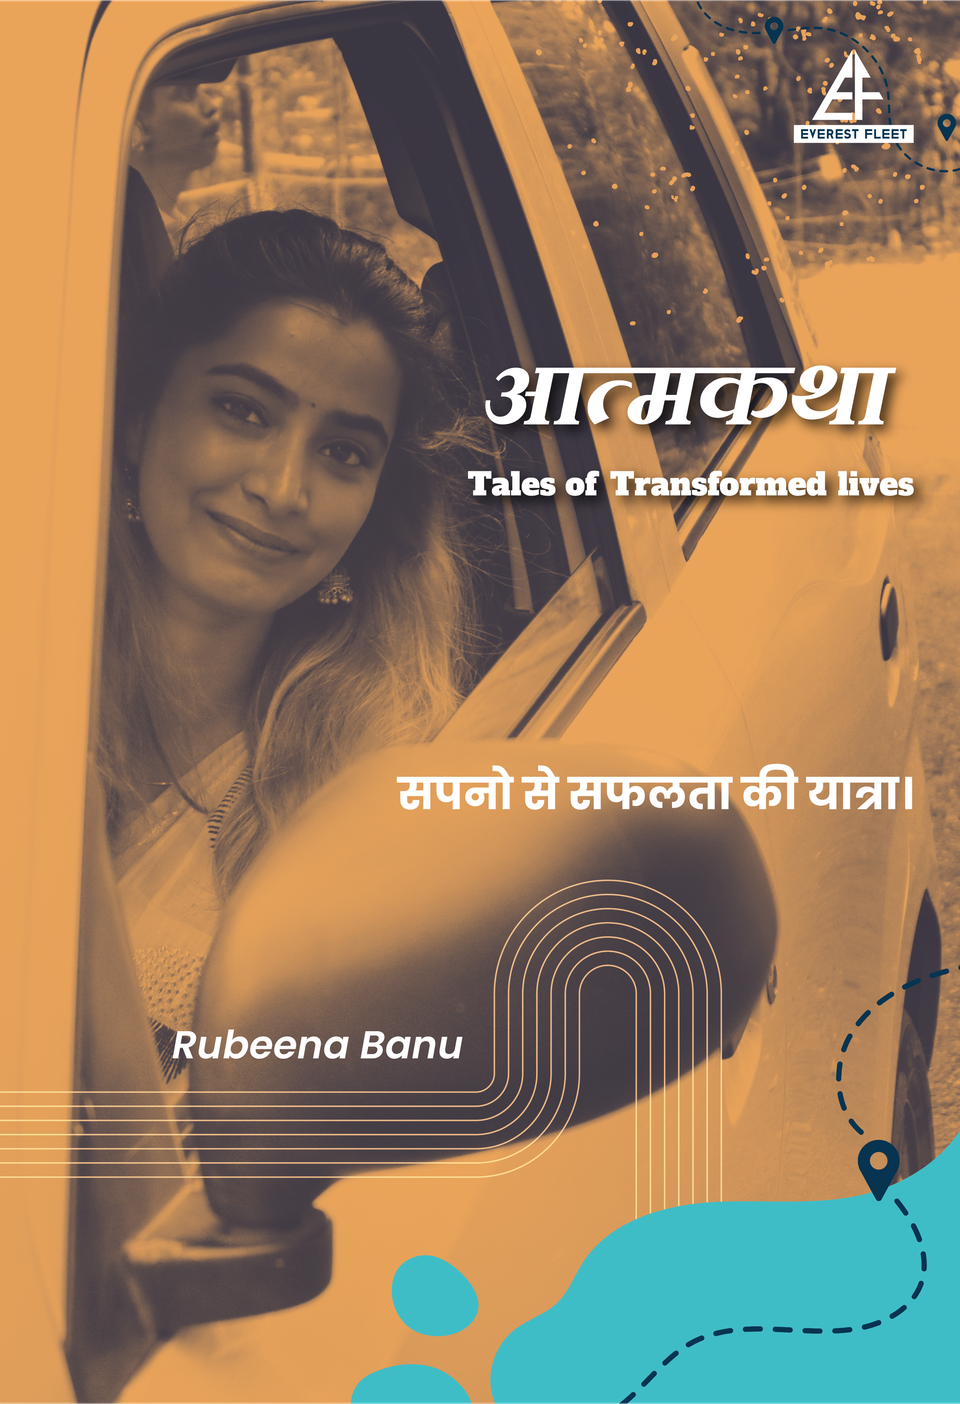 EVEREST FLEET
आत्मकथा
Tales of Transformed lives
सपनो से सफलता की यात्रा।
Rubeena Banu